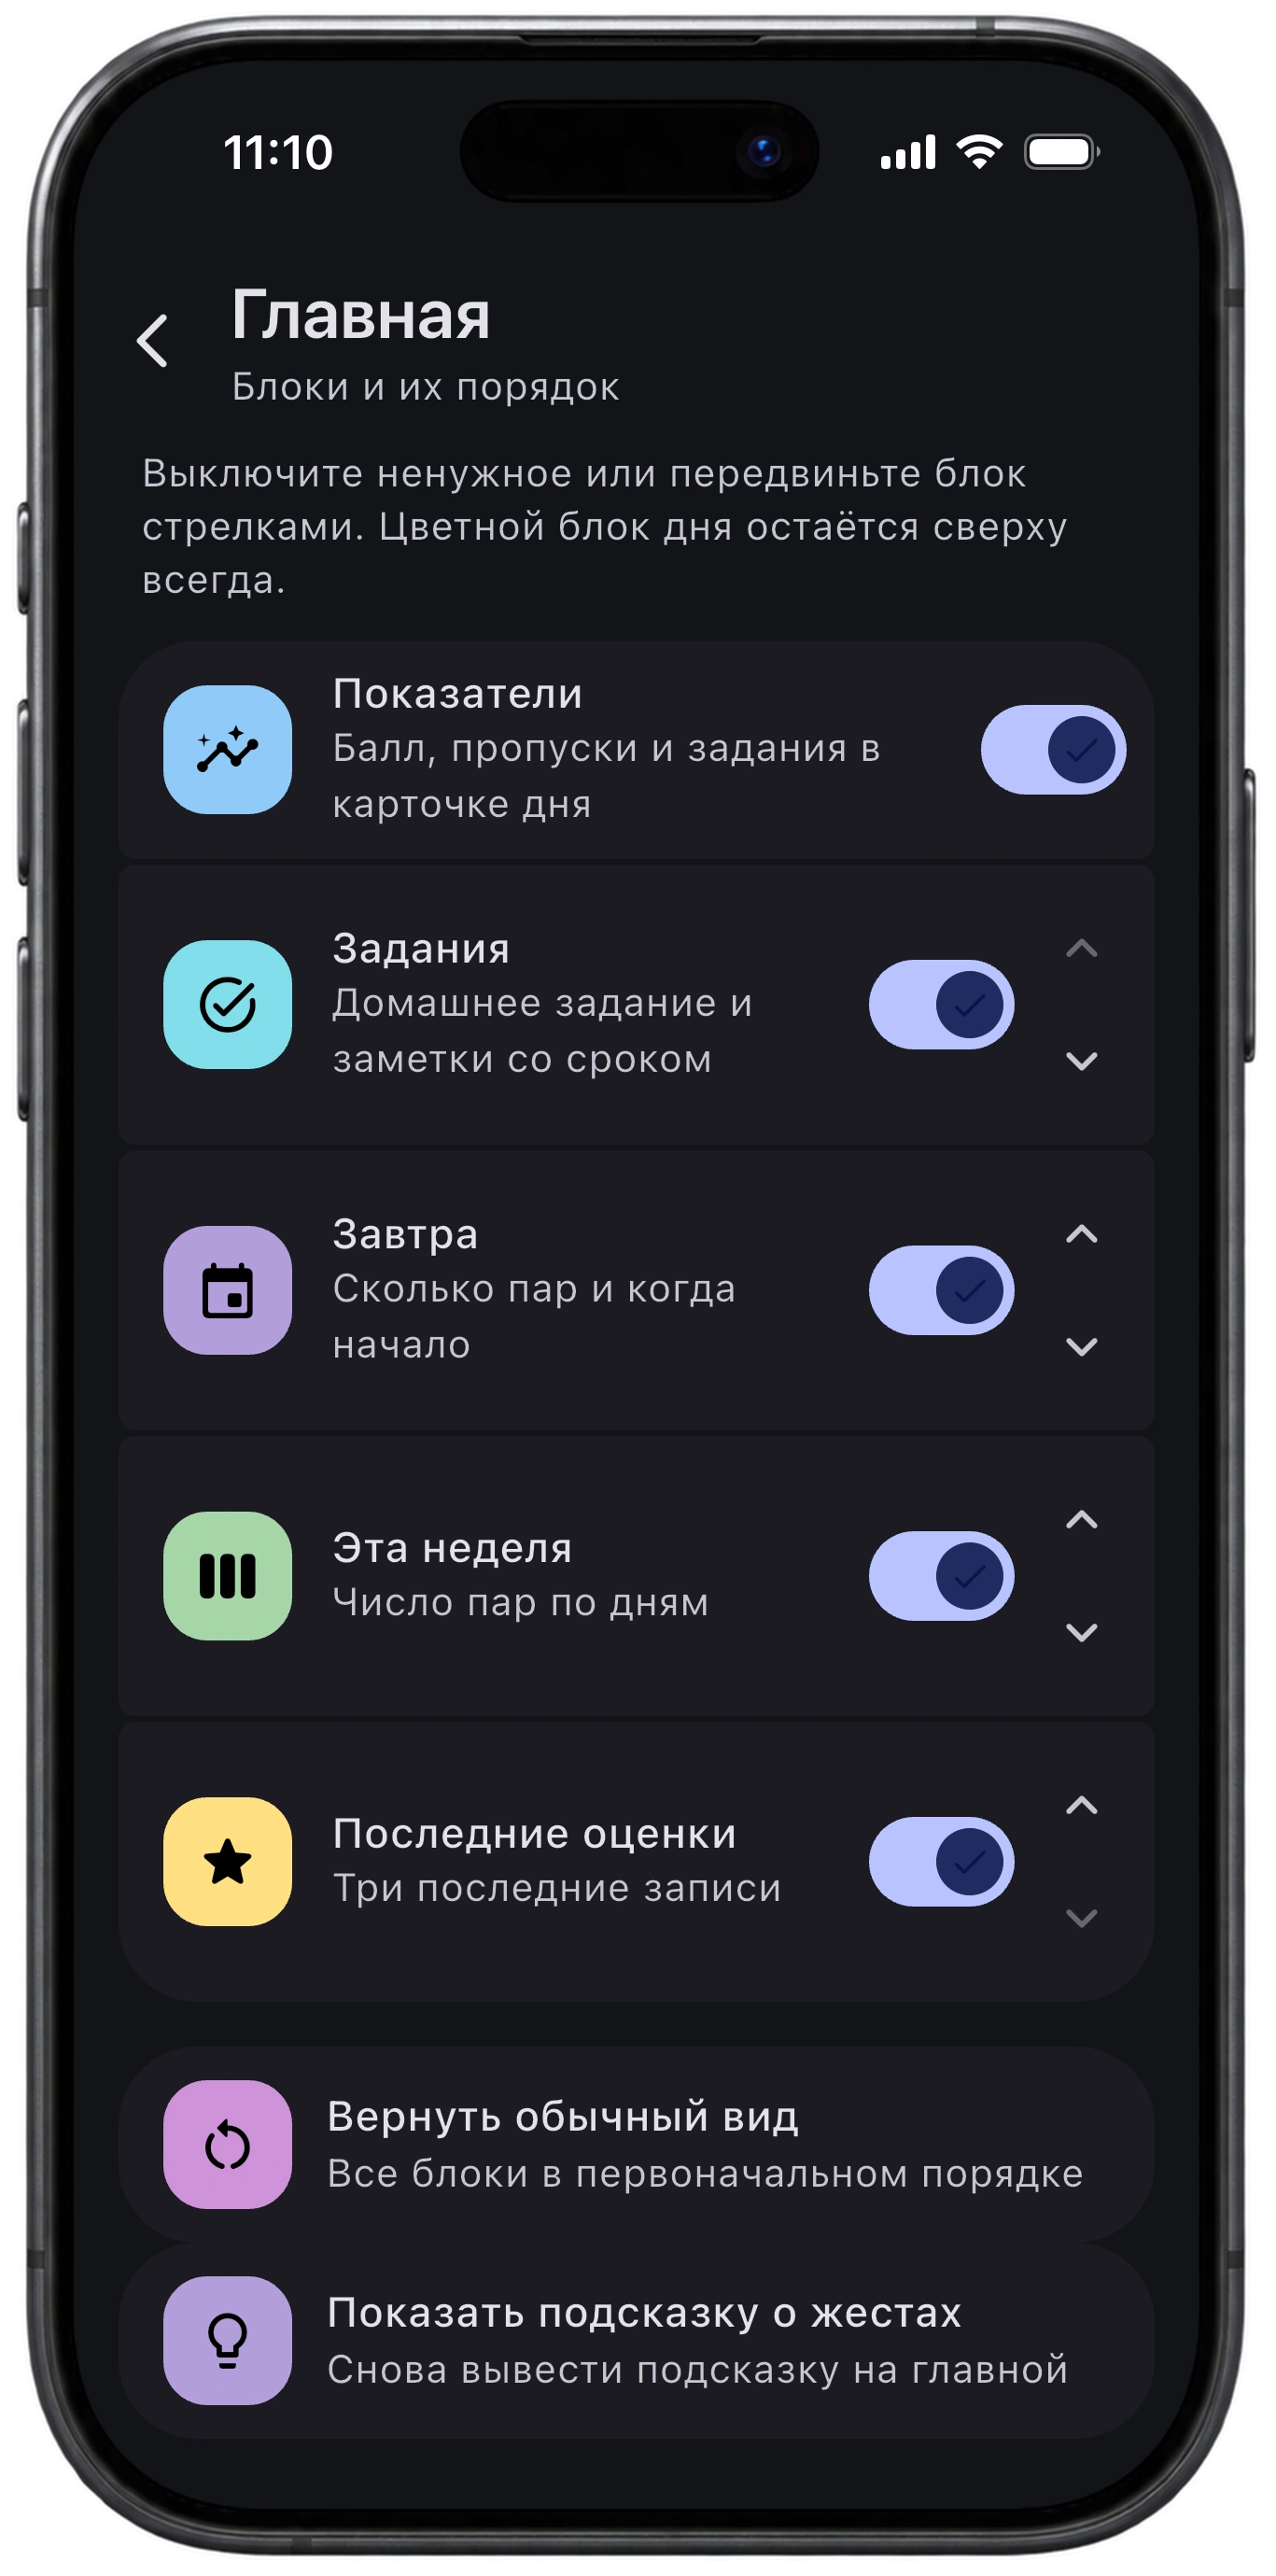 11:10
Главная
Блоки и их порядок
Выключите ненужное или передвиньте блок
стрелками. Цветной блок дня остаётся сверху
всегда.
Показатели
Балл, пропуски и задания в
карточке дня
Задания
Домашнее задание и
заметки со сроком
Завтра
Сколько пар и когда
начало
Эта неделя
Число пар по дням
Последние оценки
Три последние записи
Вернуть обычный вид
Все блоки в первоначальном порядке
Показать подсказку о жестах
Снова вывести подсказку на главной